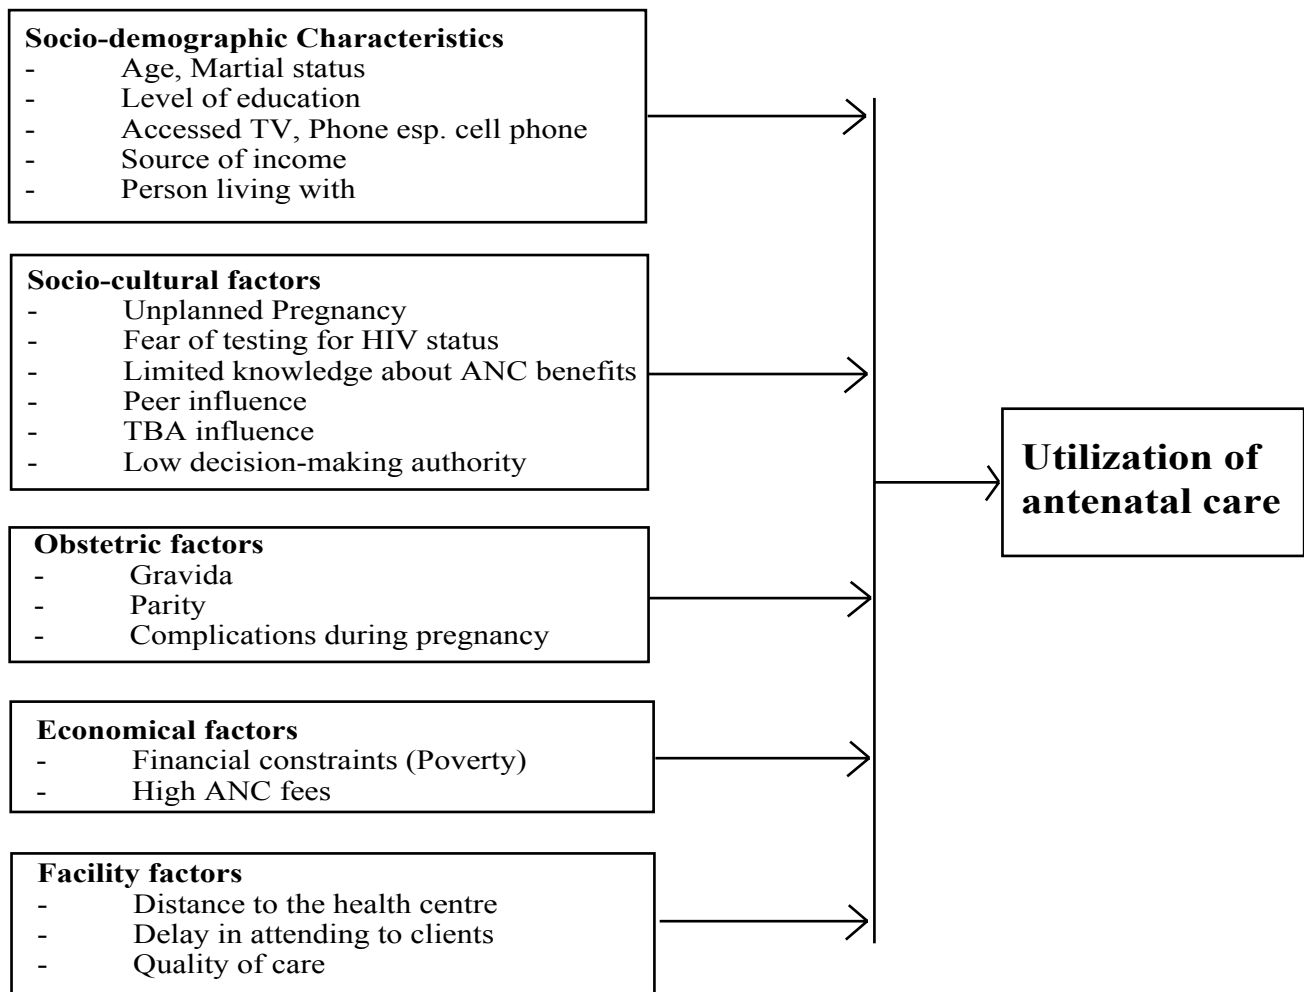 Socio-demographic Characteristics
- Age, Martial status
- Level of education
- Accessed TV, Phone esp. cell phone
- Source of income
- Person living with
Socio-cultural factors
- Unplanned Pregnancy
- Fear of testing for HIV status
- Limited knowledge about ANC benefits
- Peer influence
- TBA influence
- Low decision-making authority
Obstetric factors
- Gravida
- Parity
- Complications during pregnancy
Economical factors
- Financial constraints (Poverty)
- High ANC fees
Facility factors
- Distance to the health centre
- Delay in attending to clients
- Quality of care
Utilization of
antenatal care